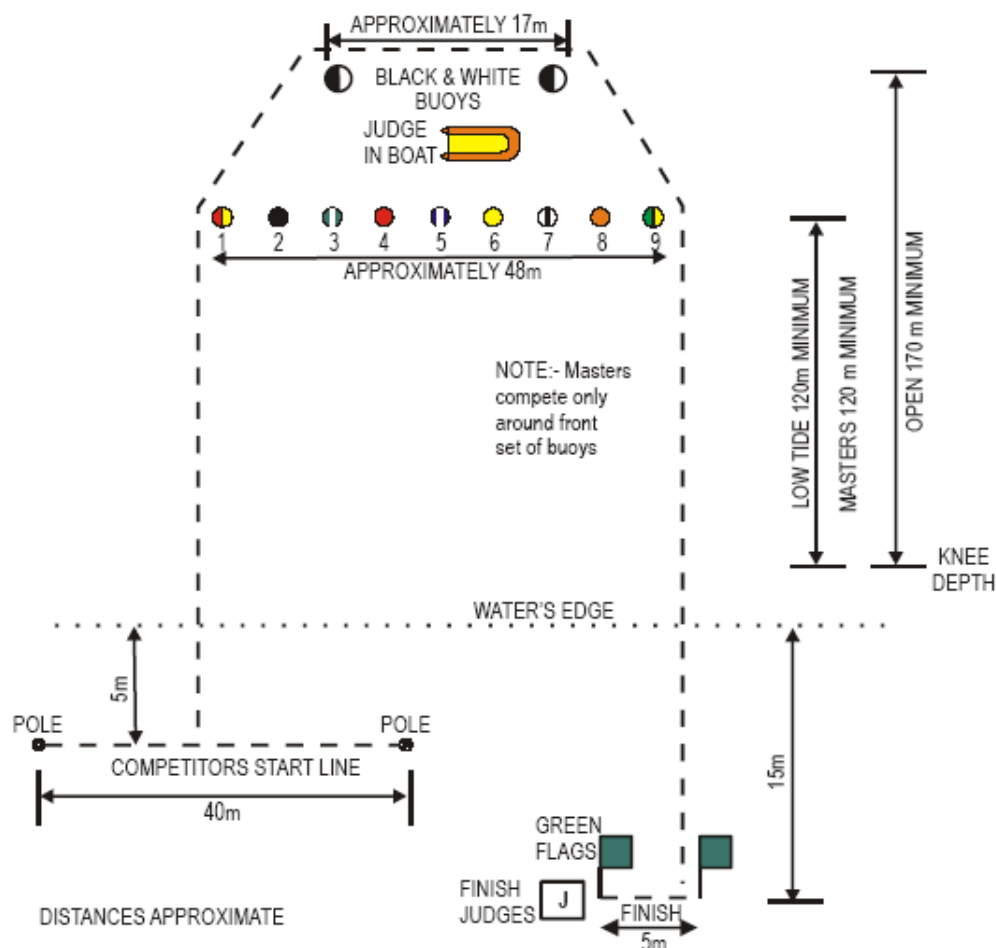 APPROXIMATELY 17m
BLACK & WHITE
BUOYS
JUDGE
IN BOAT
1 2 3 4 5 6 7 8 9
APPROXIMATELY 48m
NOTE:- Masters
compete only
around front
set of buoys
LOW TIDE 120m MINIMUM
MASTERS 120 m MINIMUM
OPEN 170 m MINIMUM
KNEE
DEPTH
WATER'S EDGE
5m
POLE
POLE
COMPETITORS START LINE
40m
15m
GREEN
FLAGS
FINISH
JUDGES
J
FINISH
5m
DISTANCES APPROXIMATE